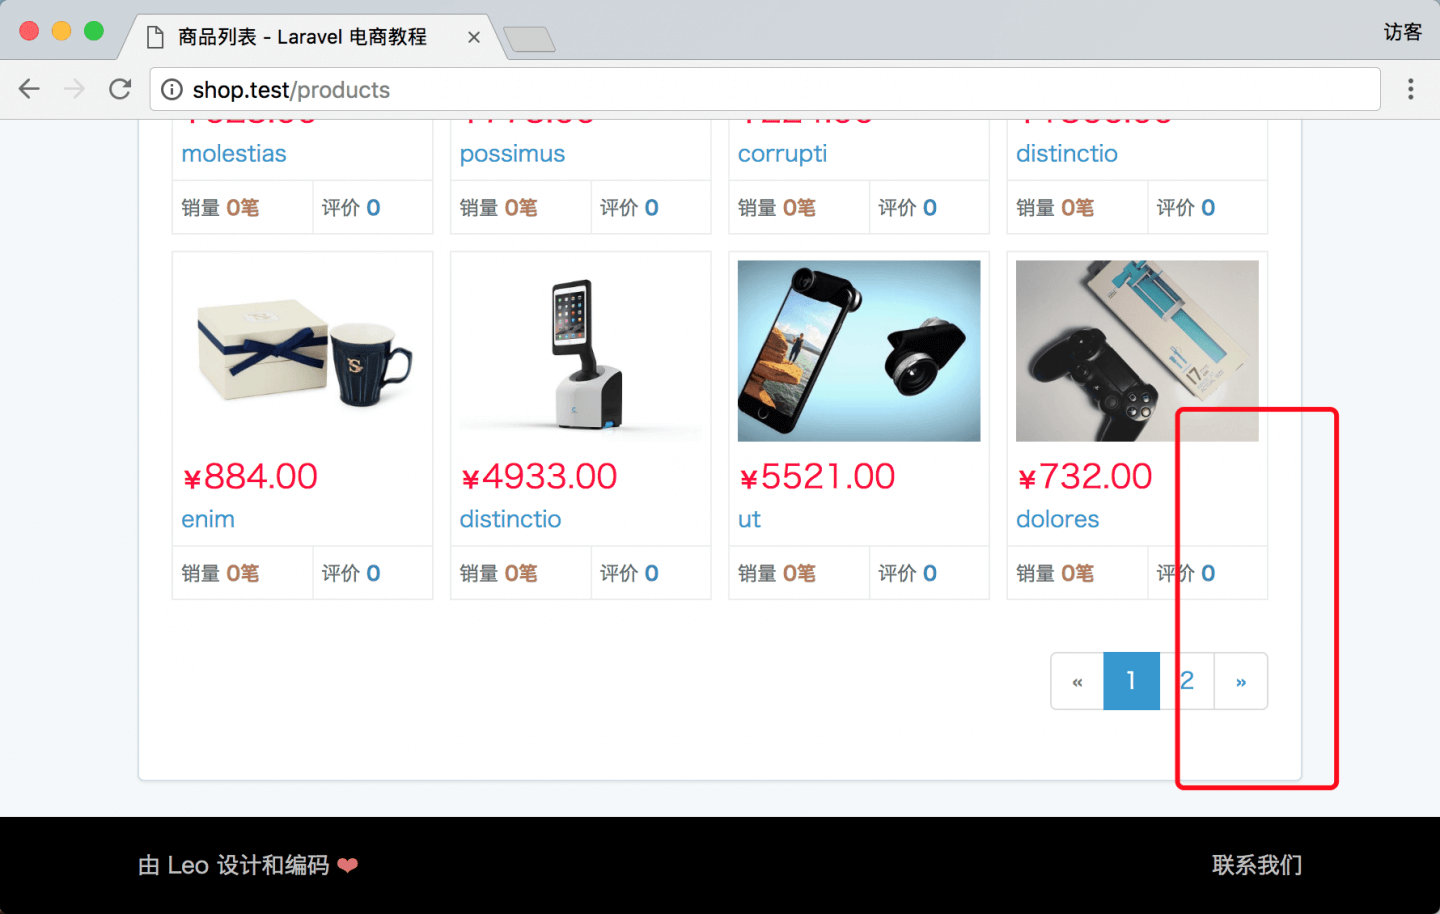 商品列表 - Laravel 电商教程
访客
shop.test/products
molestias possimus corrupti distinctio
销量 0笔 评价 0 销量 0笔 评价 0 销量 0笔 评价 0 销量 0笔 评价 0
¥884.00 ¥4933.00 ¥5521.00 ¥732.00
enim distinctio ut dolores
销量 0笔 评价 0 销量 0笔 评价 0 销量 0笔 评价 0 销量 0笔 评价 0
« 1 2 »
由 Leo 设计和编码 ❤ 联系我们